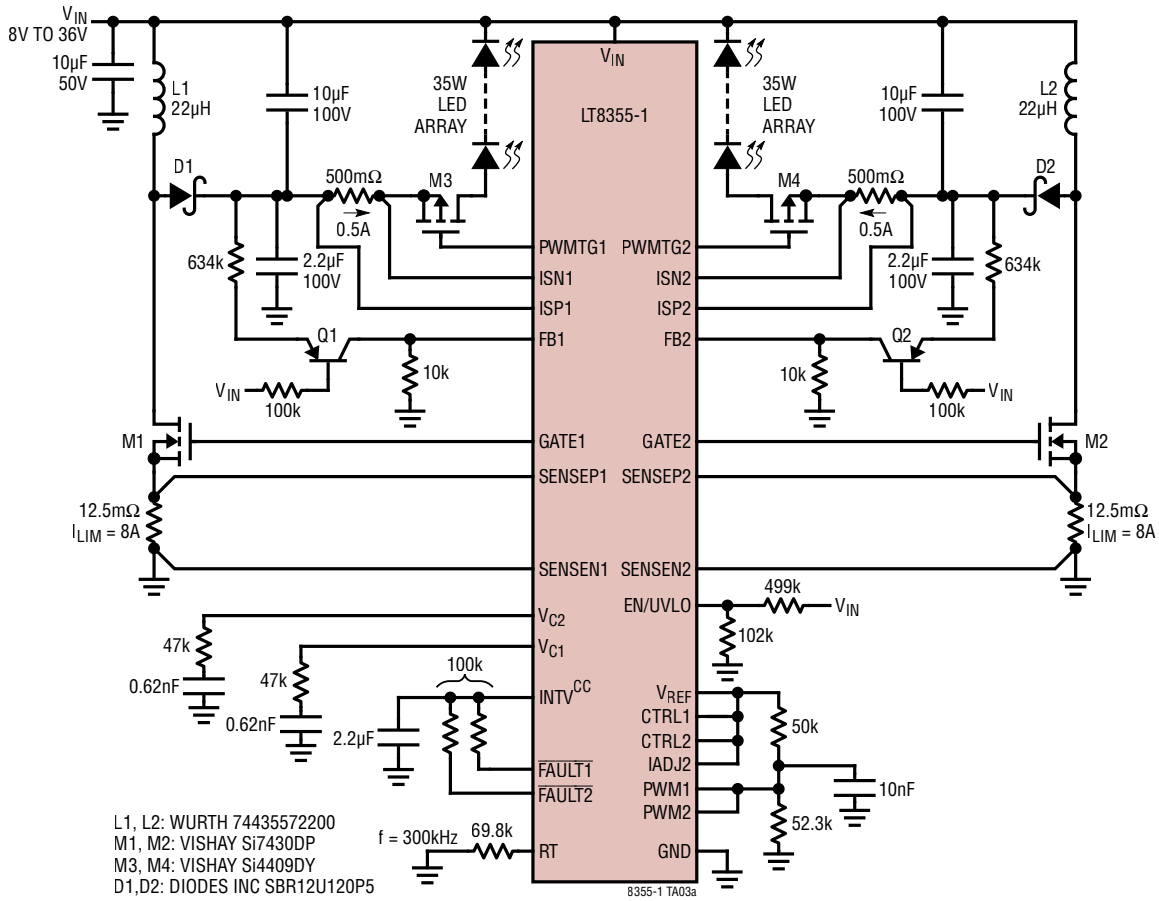 VIN
8V TO 36V
10µF
50V
L1
22µH
10µF
100V
35W
LED
ARRAY
VIN
LT8355-1
35W
LED
ARRAY
10µF
100V
L2
22µH
D1
500mΩ
0.5A
M3
M4
500mΩ
0.5A
D2
634k
2.2µF
100V
2.2µF
100V
634k
PWMTG1
PWMTG2
ISN1
ISN2
ISP1
ISP2
Q1
FB1
FB2
Q2
VIN
100k
10k
10k
100k
VIN
M1
GATE1
GATE2
M2
SENSEP1
SENSEP2
12.5mΩ
ILIM = 8A
12.5mΩ
ILIM = 8A
SENSEN1
SENSEN2
EN/UVLO
499k
VIN
102k
VC2
47k
0.62nF
VC1
47k
0.62nF
100k
INTVCC
2.2µF
VREF
CTRL1
CTRL2
IADJ2
50k
FAULT1
FAULT2
PWM1
PWM2
10nF
52.3k
f = 300kHz
69.8k
RT
GND
L1, L2: WURTH 74435572200
M1, M2: VISHAY Si7430DP
M3, M4: VISHAY Si4409DY
D1,D2: DIODES INC SBR12U120P5
8355-1 TA03a